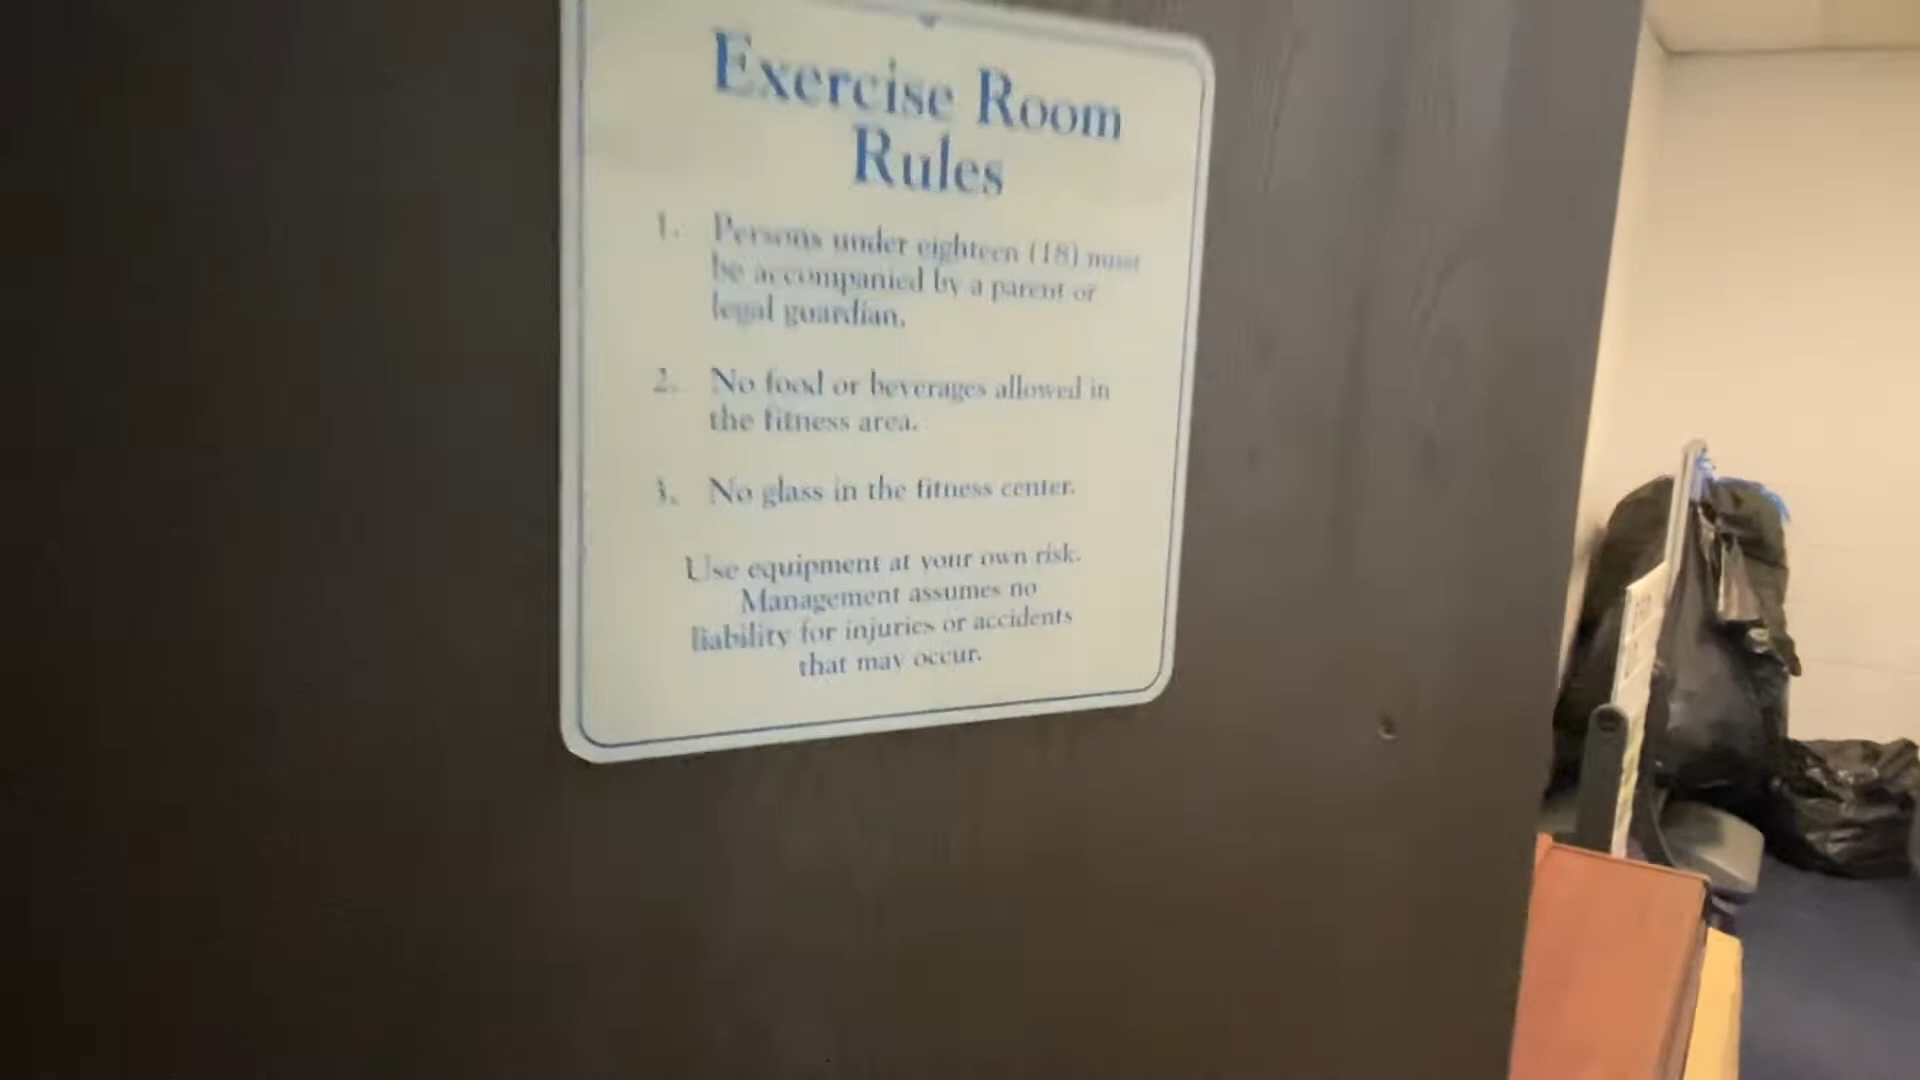 Exercise Room
Rules
1. Persons under eighteen (18) must
be accompanied by a parent or
legal guardian.
2. No food or beverages allowed in
the fitness area.
3. No glass in the fitness center.
Use equipment at your own risk.
Management assumes no
liability for injuries or accidents
that may occur.